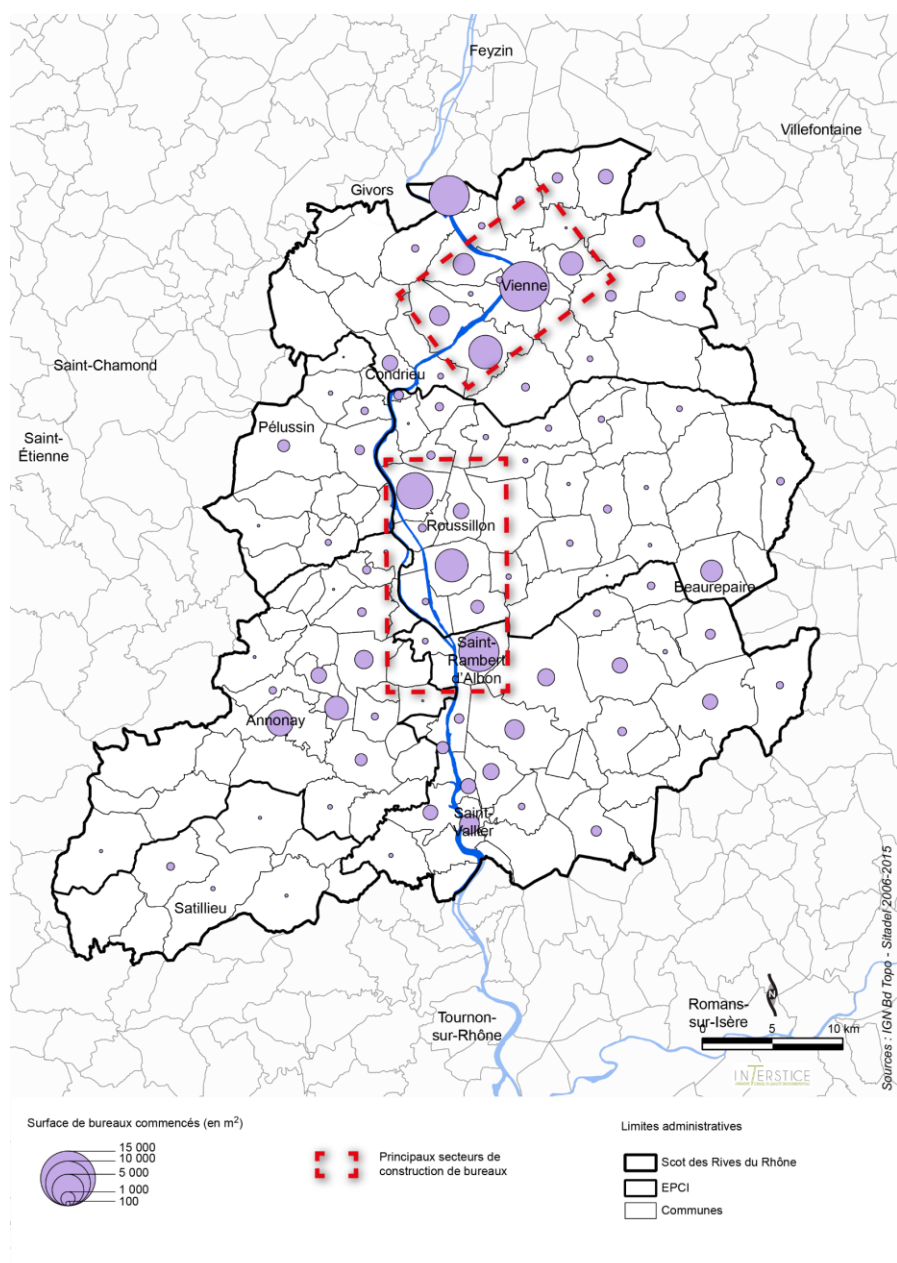 Feyzin
Villefontaine
Givors
Vienne
Saint-Chamond
Condrieu
Saint-
Étienne
Pélussin
Roussillon
Beaurepaire
Saint-
Rambert
d'Albon
Annonay
Saint-
Vallier
Satillieu
Tournon-
sur-Rhône
Romans-
sur-Isère
0 5 10 km
INTERSTICE
Sources : IGN Bd Topo - Sitadel 2006-2015
Surface de bureaux commencés (en m²)
15 000
10 000
5 000
1 000
100
Principaux secteurs de
construction de bureaux
Limites administratives
Scot des Rives du Rhône
EPCI
Communes